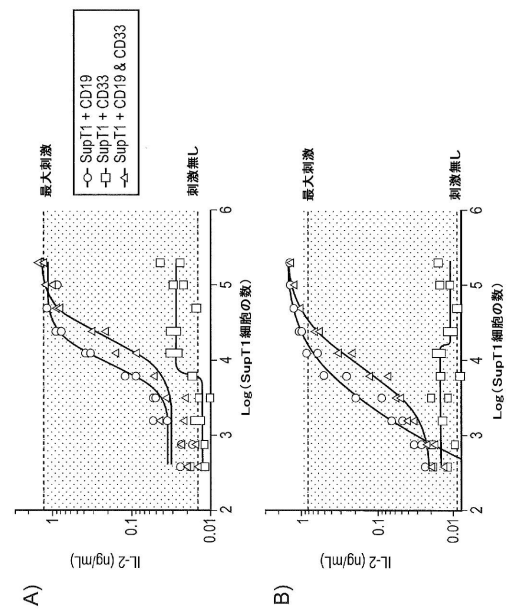 A)
IL-2 (ng/mL)
1
0.1
0.01
2
3
4
5
6
Log(SupT1細胞の数)
最大刺激
刺激無し
SupT1 + CD19
SupT1 + CD33
SupT1 + CD19 & CD33
B)
IL-2 (ng/mL)
1
0.1
0.01
2
3
4
5
6
Log(SupT1細胞の数)
最大刺激
刺激無し